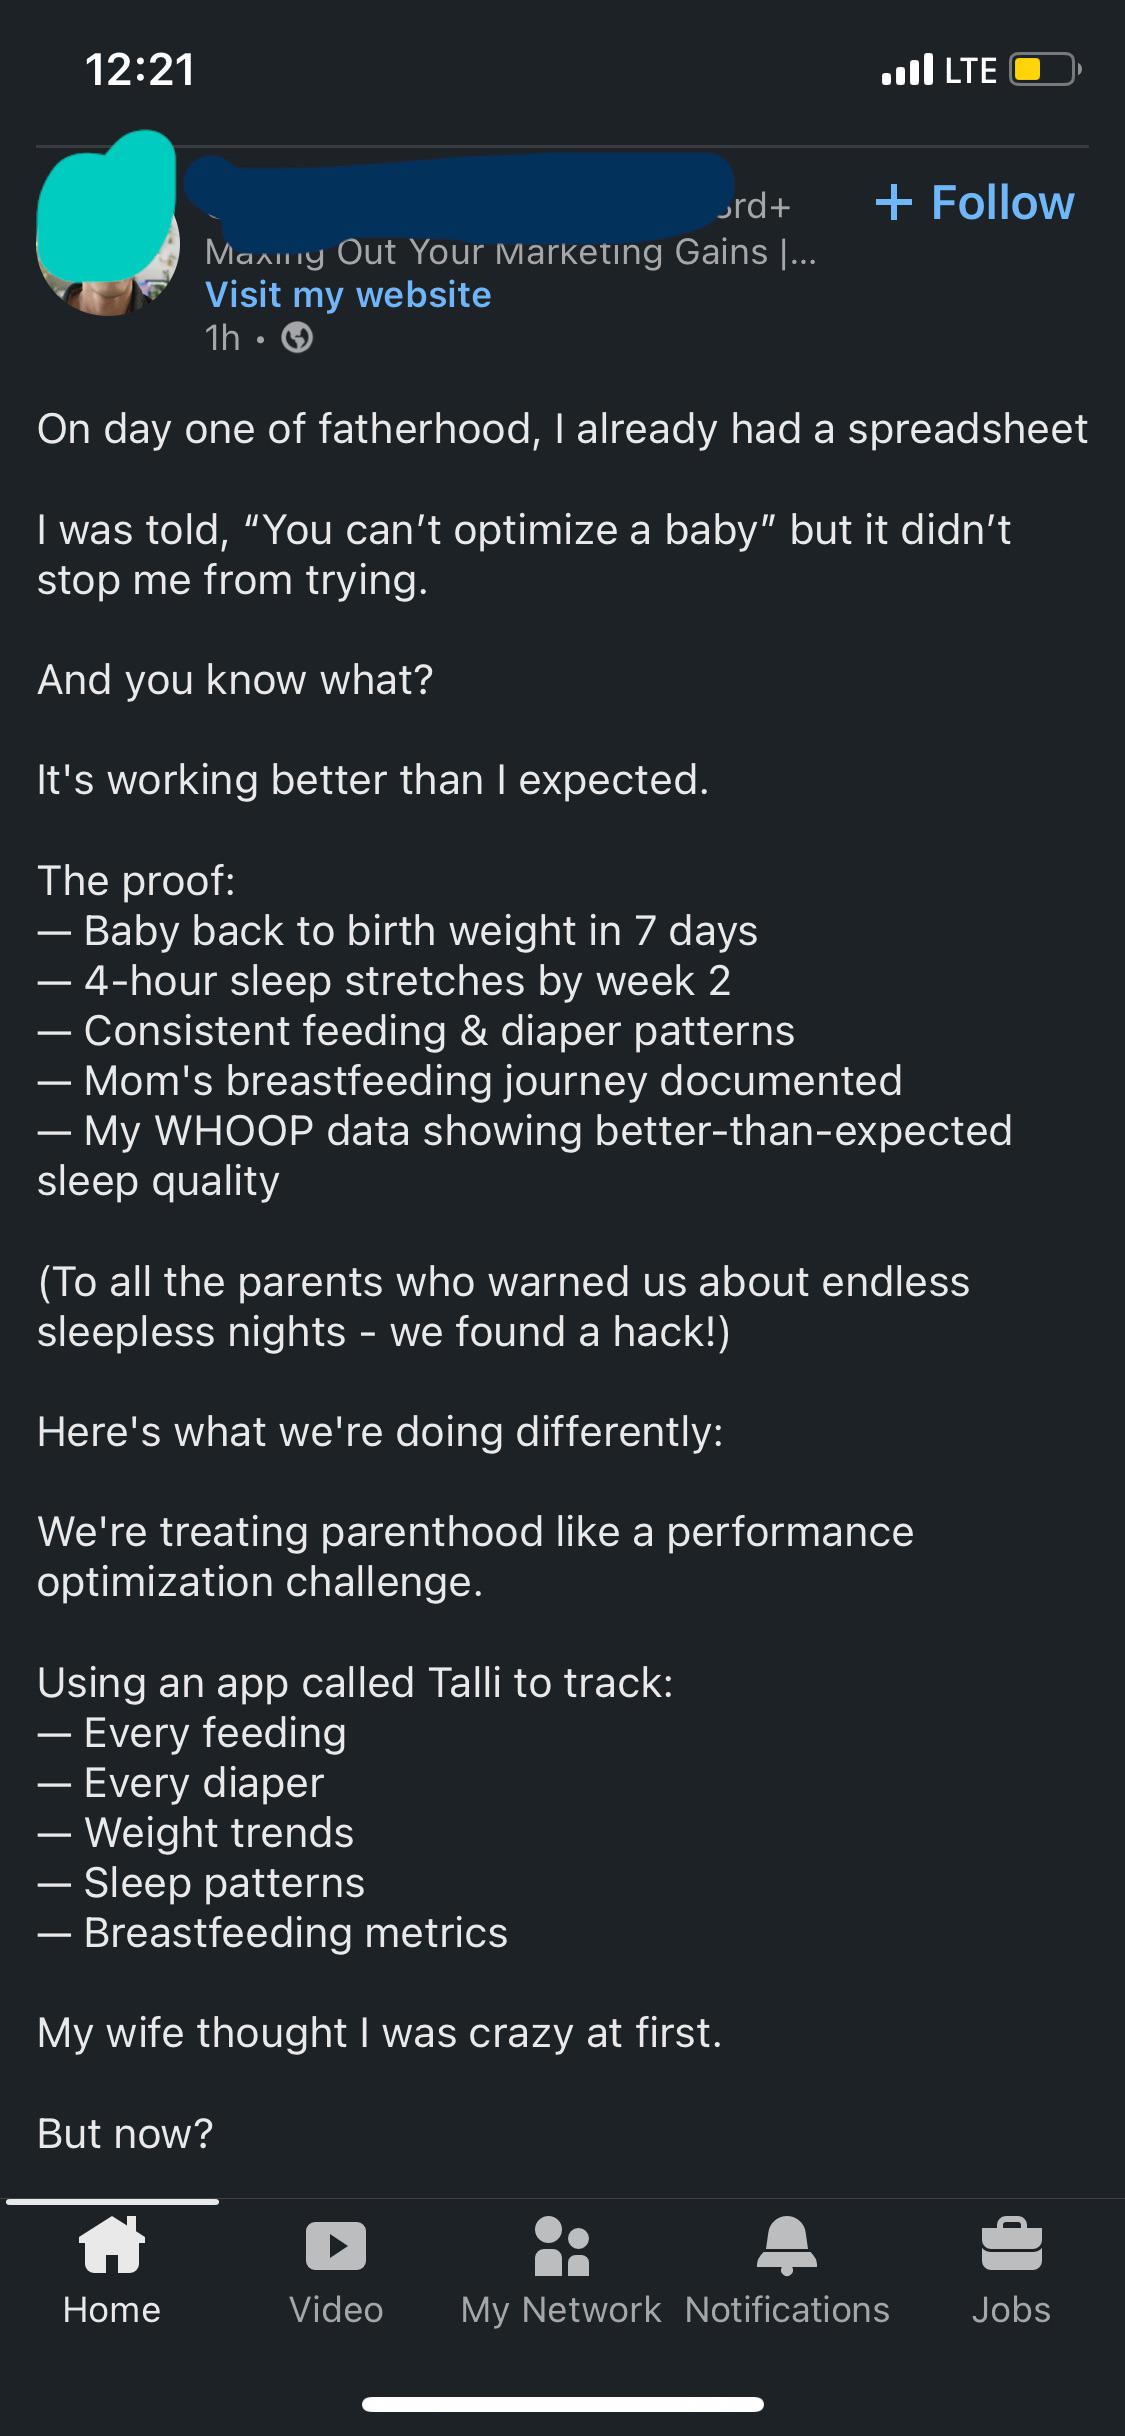 12:21
LTE
3rd+
+ Follow
Maxing Out Your Marketing Gains |...
Visit my website
1h •
On day one of fatherhood, I already had a spreadsheet
I was told, “You can’t optimize a baby” but it didn’t
stop me from trying.
And you know what?
It's working better than I expected.
The proof:
— Baby back to birth weight in 7 days
— 4-hour sleep stretches by week 2
— Consistent feeding & diaper patterns
— Mom's breastfeeding journey documented
— My WHOOP data showing better-than-expected
sleep quality
(To all the parents who warned us about endless
sleepless nights - we found a hack!)
Here's what we're doing differently:
We're treating parenthood like a performance
optimization challenge.
Using an app called Talli to track:
— Every feeding
— Every diaper
— Weight trends
— Sleep patterns
— Breastfeeding metrics
My wife thought I was crazy at first.
But now?
Home
Video
My Network
Notifications
Jobs